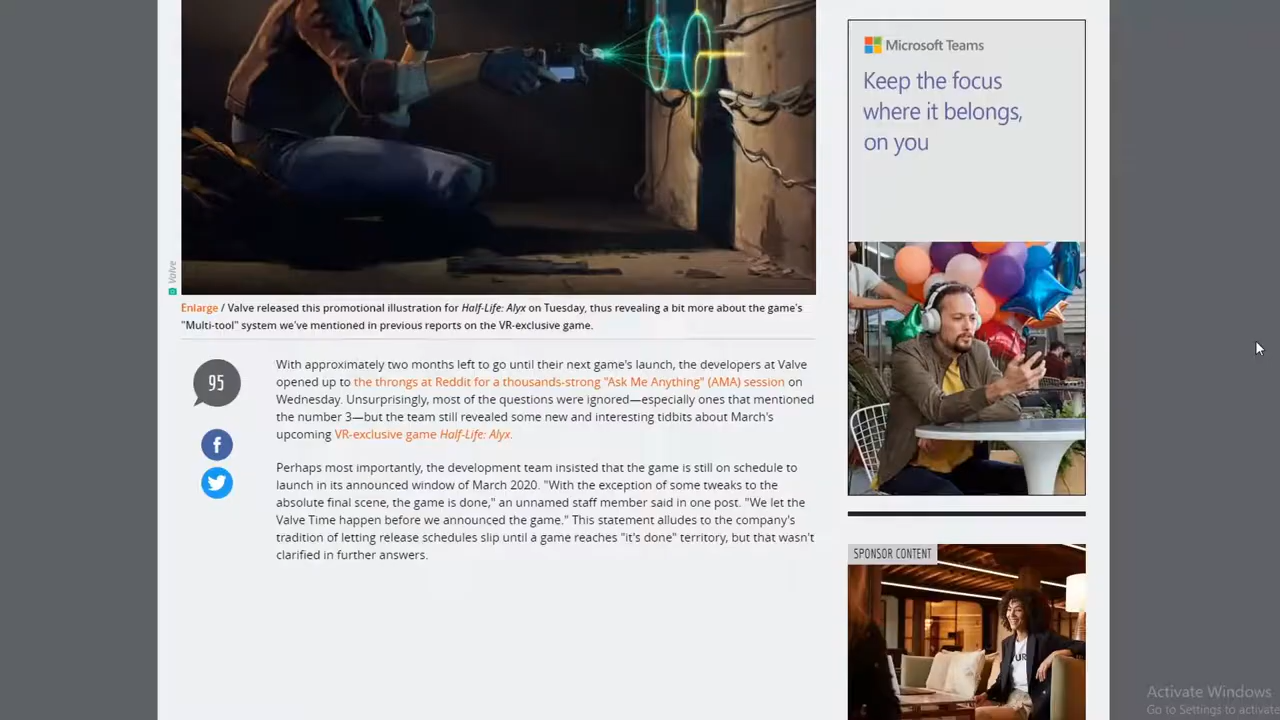 Microsoft Teams
Keep the focus
where it belongs,
on you
Valve
Enlarge / Valve released this promotional illustration for Half-Life: Alyx on Tuesday, thus revealing a bit more about the game's
"Multi-tool" system we've mentioned in previous reports on the VR-exclusive game.
95
With approximately two months left to go until their next game's launch, the developers at Valve
opened up to the throngs at Reddit for a thousands-strong "Ask Me Anything" (AMA) session on
Wednesday. Unsurprisingly, most of the questions were ignored—especially ones that mentioned
the number 3—but the team still revealed some new and interesting tidbits about March's
upcoming VR-exclusive game Half-Life: Alyx.
Perhaps most importantly, the development team insisted that the game is still on schedule to
launch in its announced window of March 2020. "With the exception of some tweaks to the
absolute final scene, the game is done," an unnamed staff member said in one post. "We let the
Valve Time happen before we announced the game." This statement alludes to the company's
tradition of letting release schedules slip until a game reaches "it's done" territory, but that wasn't
clarified in further answers.
SPONSOR CONTENT
UR
Activate Windows
Go to Settings to activate